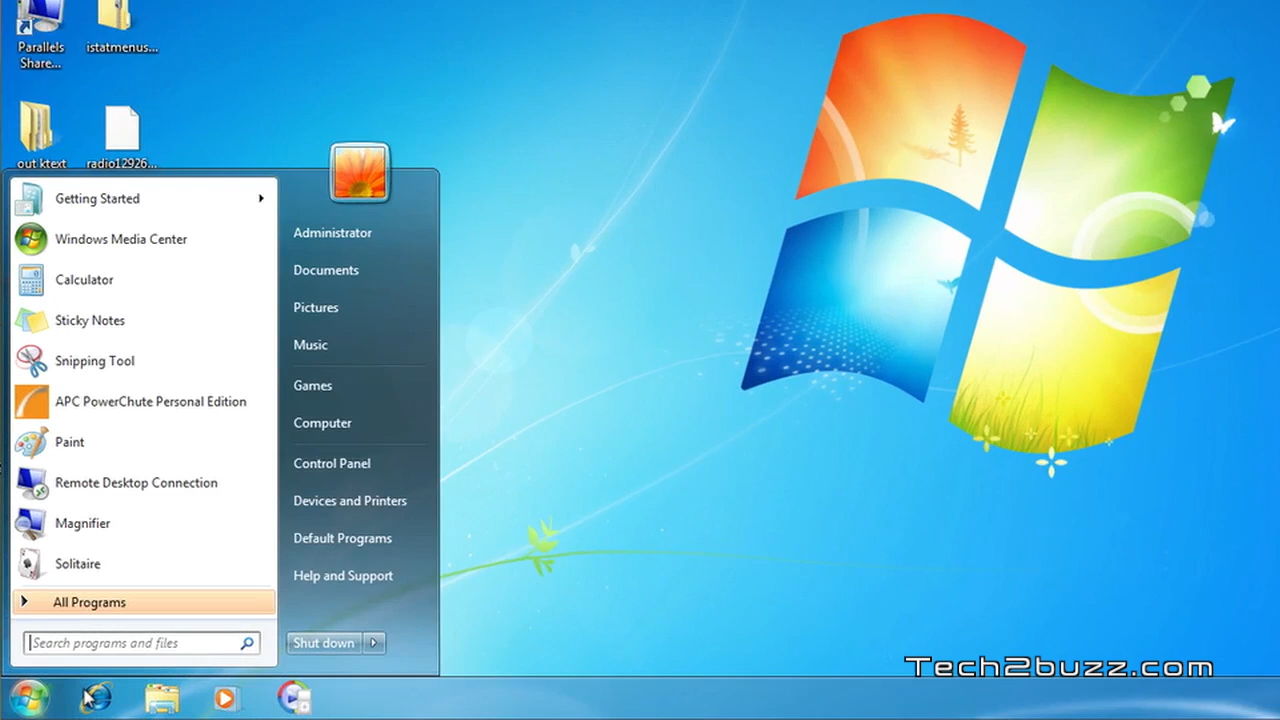 Parallels
Share...
istatmenus...
out ktext
radio12926...
Getting Started
Windows Media Center
Calculator
Sticky Notes
Snipping Tool
APC PowerChute Personal Edition
Paint
Remote Desktop Connection
Magnifier
Solitaire
All Programs
Search programs and files
Administrator
Documents
Pictures
Music
Games
Computer
Control Panel
Devices and Printers
Default Programs
Help and Support
Shut down
Tech2buzz.com